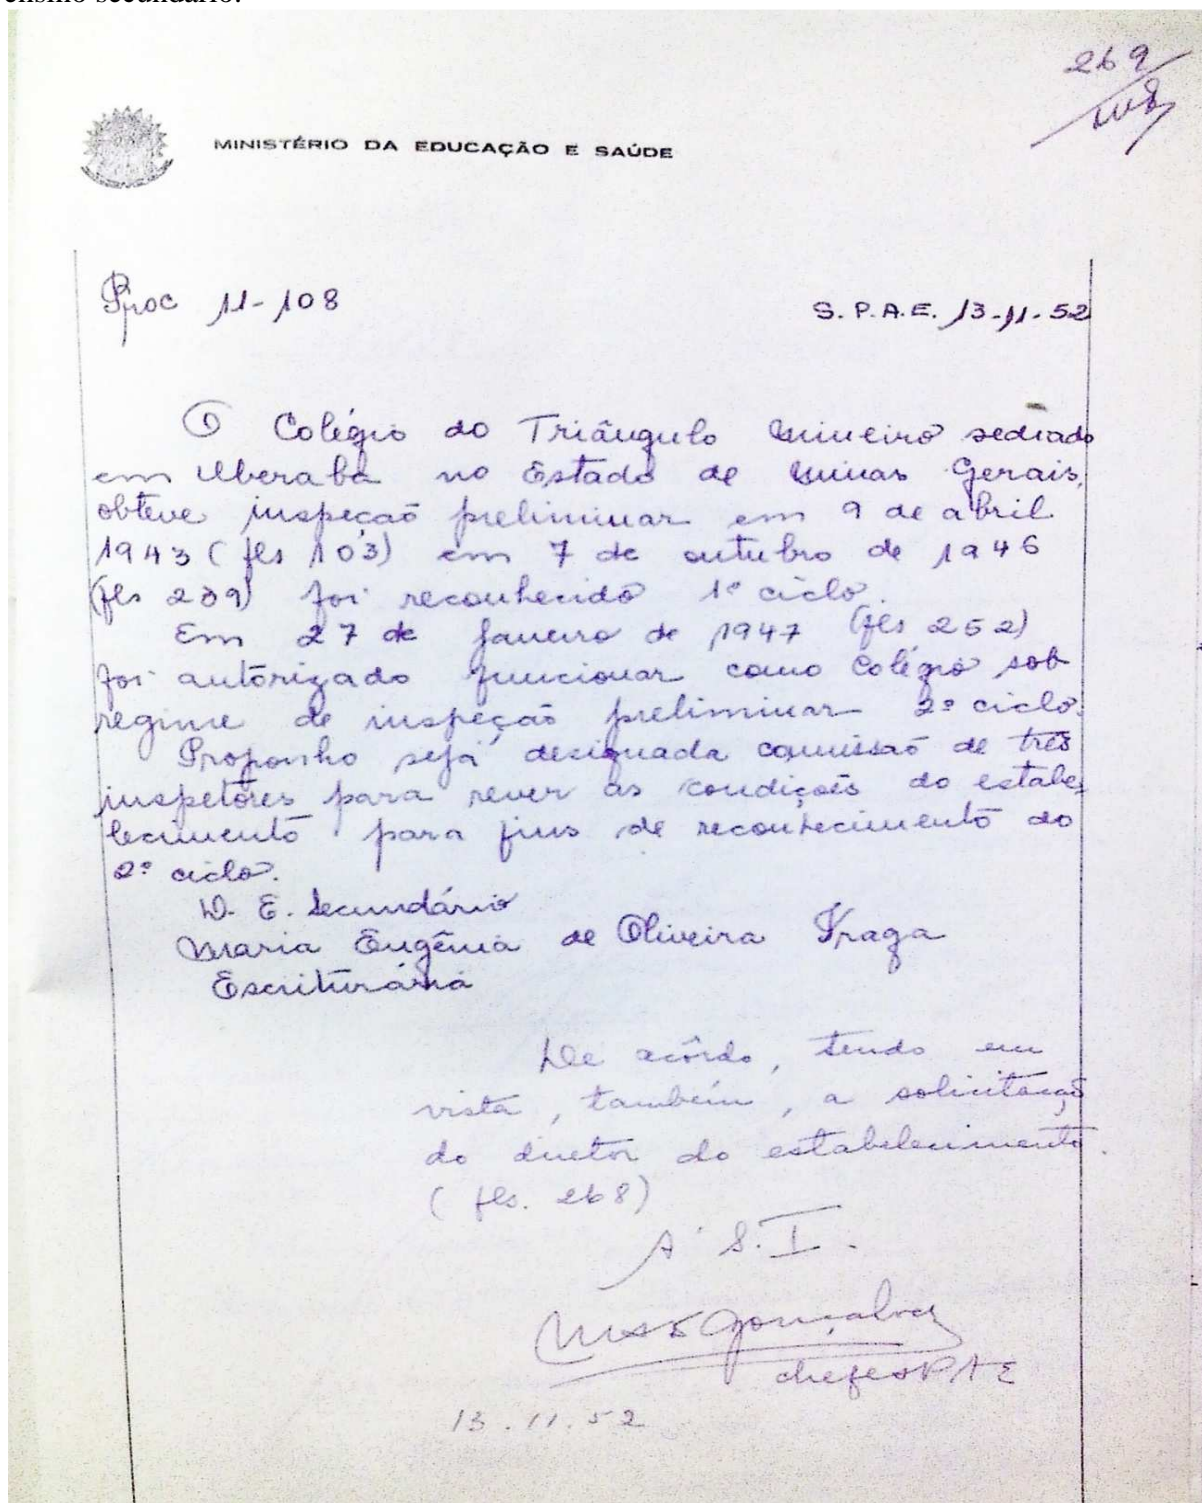 ensino secundário.
269
MINISTÉRIO DA EDUCAÇÃO E SAÚDE
Proc 11-108
S.P.A.E. 13-11-52
O Colégio do Triângulo Mineiro sediado
em Uberaba no Estado de Minas Gerais,
obteve inspeção preliminar em 9 de abril
1943 (fls 103) em 7 de outubro de 1946
(fls 239) foi reconhecido 1º ciclo.
Em 27 de janeiro de 1947 (fls 252)
foi autorizado funcionar como Colégio sob
regime de inspeção preliminar 2º ciclo.
Proponho seja designada comissão de três
inspetores para rever as condições do estabe
lecimento para fins de reconhecimento do
2º ciclo.
D. E. Secundário
Maria Eugênia de Oliveira Fraga
Escriturária
De acôrdo, tendo em
vista, também, a solicitação
do diretor do estabelecimento.
(fls. 268)
A' S.I.
Gonçalves
chefe SPAE
13.11.52